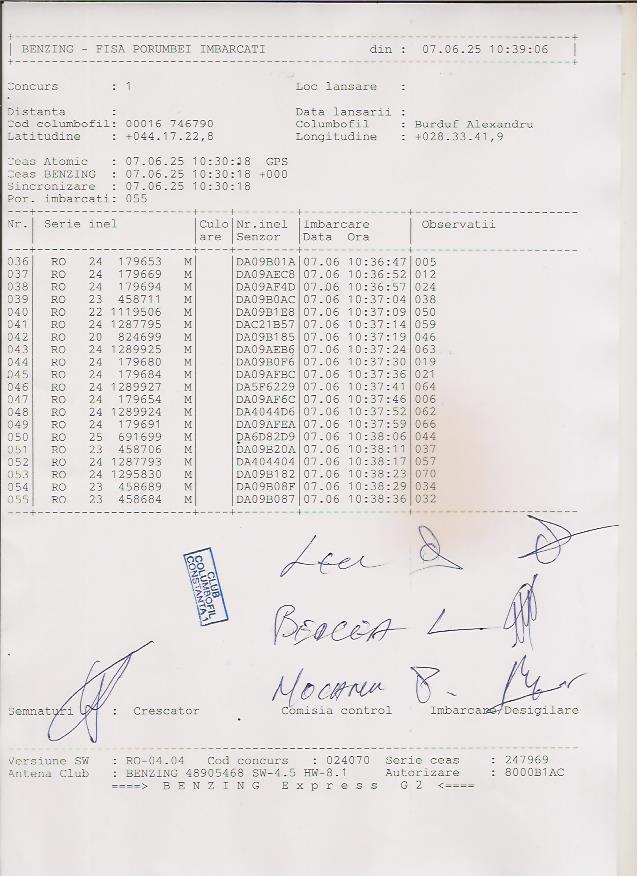 BENZING - FISA PORUMBEI IMBARCATI din : 07.06.25 10:39:06
Concurs : 1 Loc lansare :
Distanta : Data lansarii :
Cod columbofil: 00016 746790 Columbofil : Burduf Alexandru
Latitudine : +044.17.22,8 Longitudine : +028.33.41,9
Ceas Atomic : 07.06.25 10:30:18 GPS
Ceas BENZING : 07.06.25 10:30:18 +000
Sincronizare : 07.06.25 10:30:18
Por. imbarcati: 055
Nr. Serie inel Culo Nr.inel Imbarcare Observatii
are Senzor Data Ora
036 RO 24 179653 M DA09B01A 07.06 10:36:47 005
037 RO 24 179669 M DA09AEC8 07.06 10:36:52 012
038 RO 24 179694 M DA09AF4D 07.06 10:36:57 024
039 RO 23 458711 M DA09B0AC 07.06 10:37:04 038
040 RO 22 1119506 M DA09B1E8 07.06 10:37:09 050
041 RO 24 1287795 M DAC21B57 07.06 10:37:14 059
042 RO 20 824699 M DA09B185 07.06 10:37:19 046
043 RO 24 1289925 M DA09AEB6 07.06 10:37:24 063
044 RO 24 179680 M DA09B0F6 07.06 10:37:30 019
045 RO 24 179684 M DA09AFBC 07.06 10:37:36 021
046 RO 24 1289927 M DA5F6229 07.06 10:37:41 064
047 RO 24 179654 M DA09AF6C 07.06 10:37:46 006
048 RO 24 1289924 M DA4044D6 07.06 10:37:52 062
049 RO 24 179691 M DA09AFEA 07.06 10:37:59 066
050 RO 25 691699 M DA6D82D9 07.06 10:38:06 044
051 RO 23 458706 M DA09B20A 07.06 10:38:11 037
052 RO 24 1287793 M DA404404 07.06 10:38:17 057
053 RO 24 1295830 M DA09B182 07.06 10:38:23 070
054 RO 23 458689 M DA09B08F 07.06 10:38:29 034
055 RO 23 458684 M DA09B087 07.06 10:38:36 032
CLUB
COLUMBOFIL
CONSTANTA 1
BERCEA L
MOCANU P.
Semnaturi : Crescator Comisia control Imbarcare/Desigilare
Versiune SW : RO-04.04 Cod concurs : 024070 Serie ceas : 247969
Antena Club : BENZING 48905468 SW-4.5 HW-8.1 Autorizare : 8000B1AC
====> B E N Z I N G E x p r e s s G 2 <====